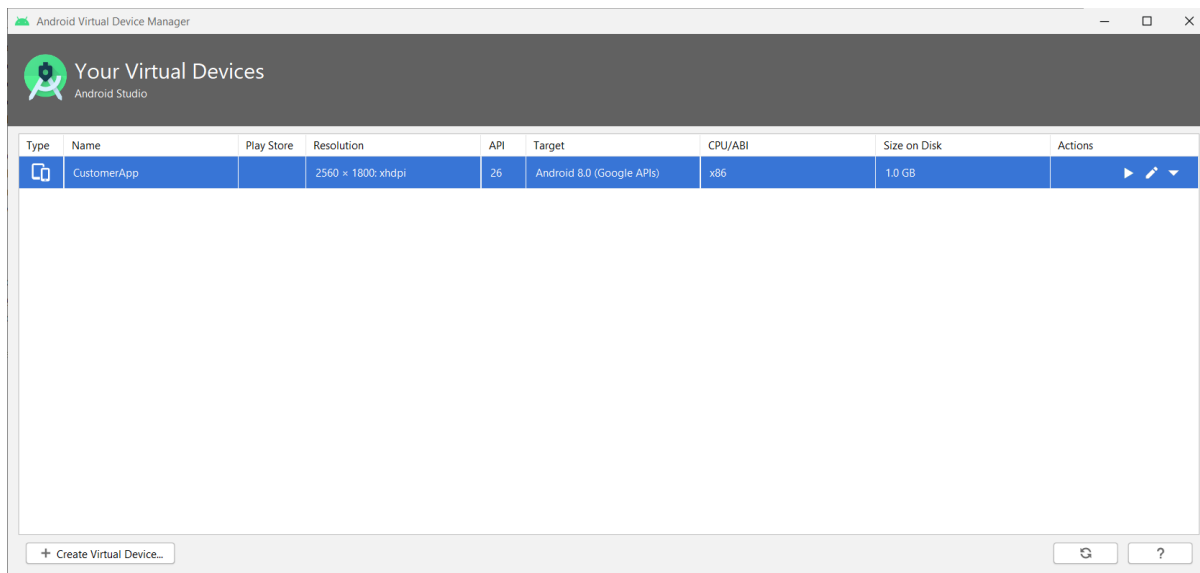 Android Virtual Device Manager
Your Virtual Devices
Android Studio
Type Name Play Store Resolution API Target CPU/ABI Size on Disk Actions
CustomerApp 2560 × 1800: xhdpi 26 Android 8.0 (Google APIs) x86 1.0 GB
+ Create Virtual Device...
?